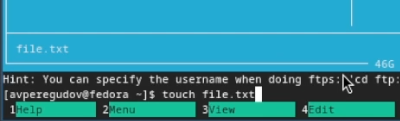 file.txt
46G
Hint: You can specify the username when doing ftps: 'cd ftp:
[avperegudov@fedora ~]$ touch file.txt
1Help 2Menu 3View 4Edit